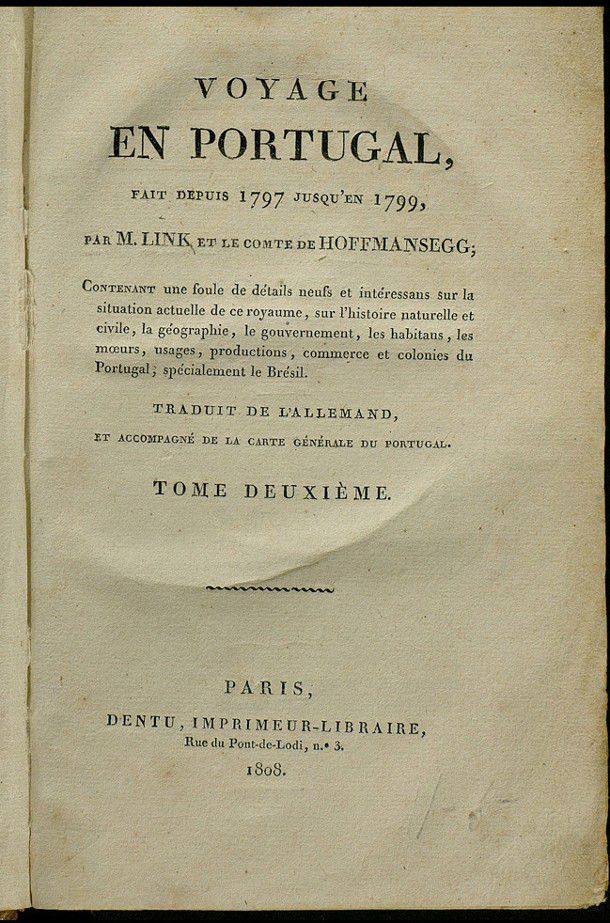 VOYAGE
EN PORTUGAL,
FAIT DEPUIS 1797 JUSQU'EN 1799,
PAR M. LINK ET LE COMTE DE HOFFMANSEGG;
CONTENANT une foule de détails neufs et intéressans sur la
situation actuelle de ce royaume, sur l'histoire naturelle et
civile, la géographie, le gouvernement, les habitans, les
mœurs, usages, productions, commerce et colonies du
Portugal; spécialement le Brésil.
TRADUIT DE L'ALLEMAND,
ET ACCOMPAGNÉ DE LA CARTE GÉNÉRALE DU PORTUGAL.
TOME DEUXIÈME.
PARIS,
DENTU, IMPRIMEUR-LIBRAIRE,
Rue du Pont-de-Lodi, n.º 3.
1808.